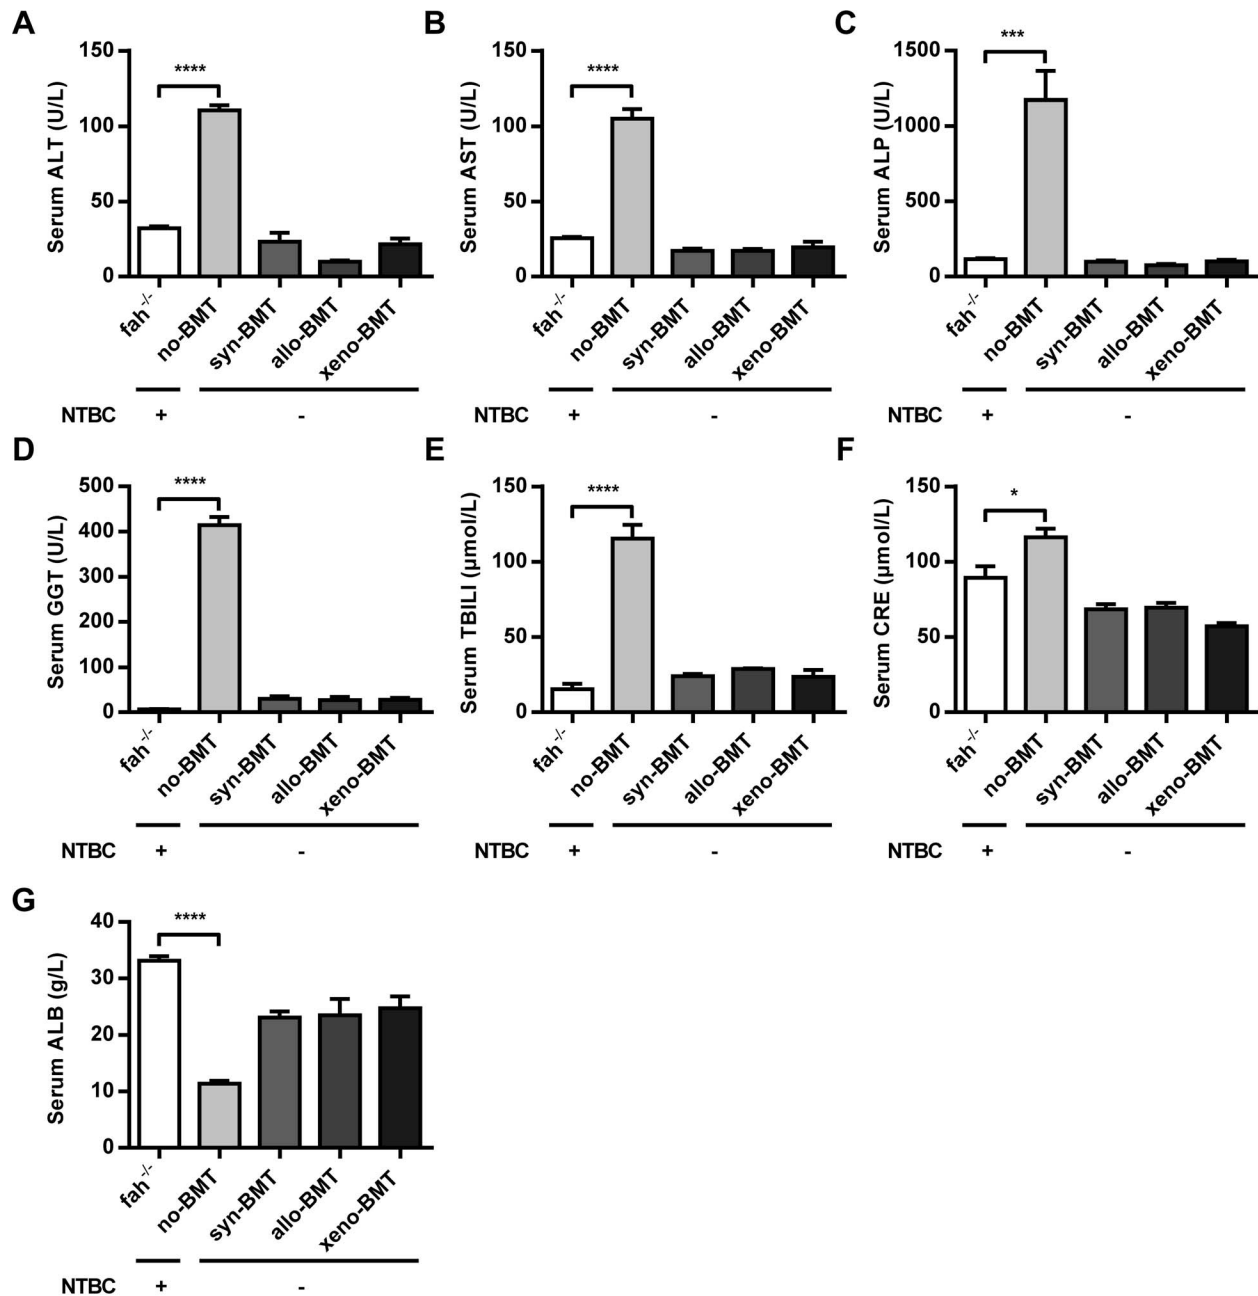 A
Serum ALT (U/L)
150
100
50
0
****
fah-/-
no-BMT
syn-BMT
allo-BMT
xeno-BMT
NTBC + -
B
Serum AST (U/L)
150
100
50
0
****
fah-/-
no-BMT
syn-BMT
allo-BMT
xeno-BMT
NTBC + -
C
Serum ALP (U/L)
1500
1000
500
0
***
fah-/-
no-BMT
syn-BMT
allo-BMT
xeno-BMT
NTBC + -
D
Serum GGT (U/L)
500
400
300
200
100
0
****
fah-/-
no-BMT
syn-BMT
allo-BMT
xeno-BMT
NTBC + -
E
Serum TBILI (µmol/L)
150
100
50
0
****
fah-/-
no-BMT
syn-BMT
allo-BMT
xeno-BMT
NTBC + -
F
Serum CRE (µmol/L)
150
100
50
0
*
fah-/-
no-BMT
syn-BMT
allo-BMT
xeno-BMT
NTBC + -
G
Serum ALB (g/L)
40
30
20
10
0
****
fah-/-
no-BMT
syn-BMT
allo-BMT
xeno-BMT
NTBC + -